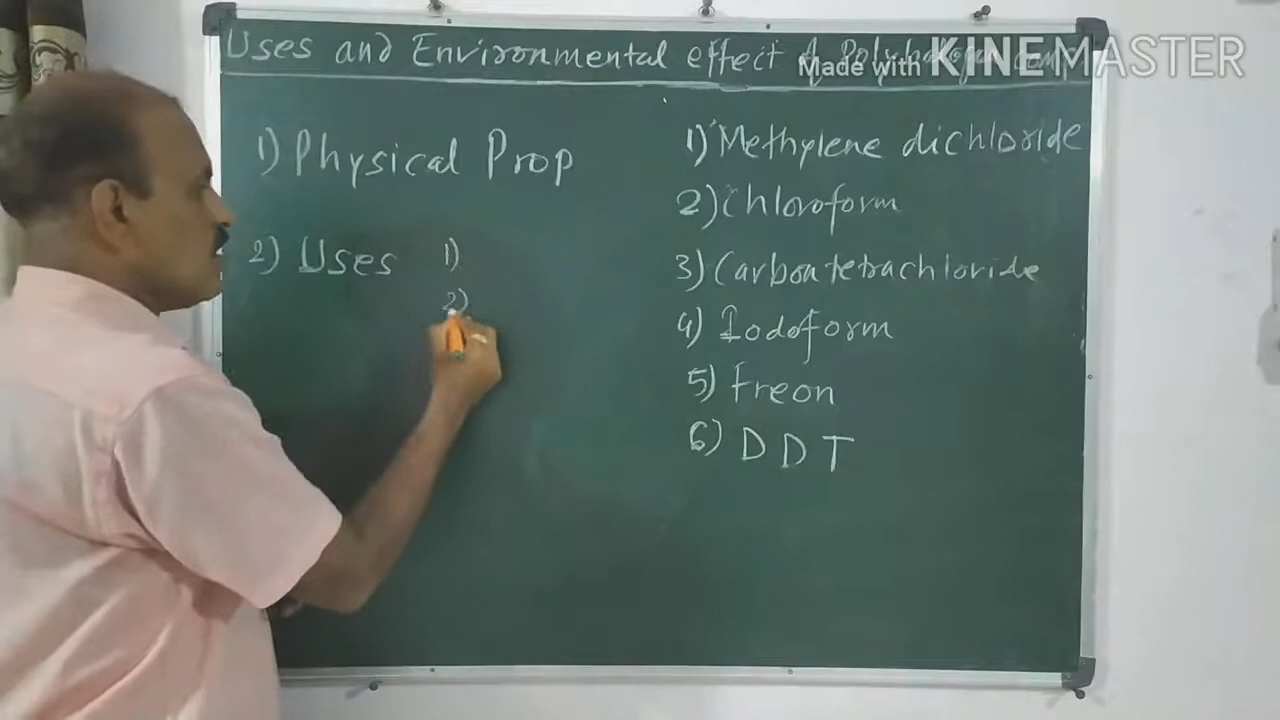 Uses and Environmental effect of Polyhalogen
Made with KINEMASTER
1) Physical Prop
2) Uses 1)
2)
1) Methylene dichloride
2) Chloroform
3) Carbontetrachloride
4) Iodoform
5) Freon
6) DDT